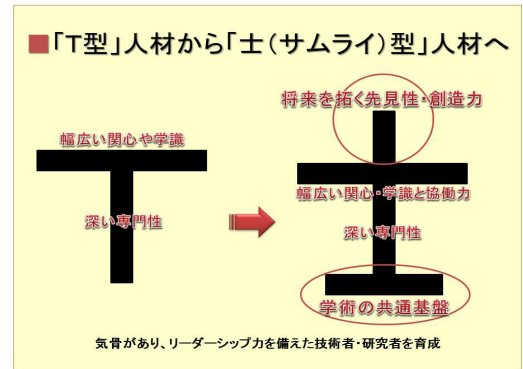 ■「T型」人材から「士(サムライ)型」人材へ
幅広い関心や学識
深い専門性
将来を拓く先見性・創造力
幅広い関心・学識と協働力
深い専門性
学術の共通基盤
気骨があり、リーダーシップ力を備えた技術者・研究者を育成